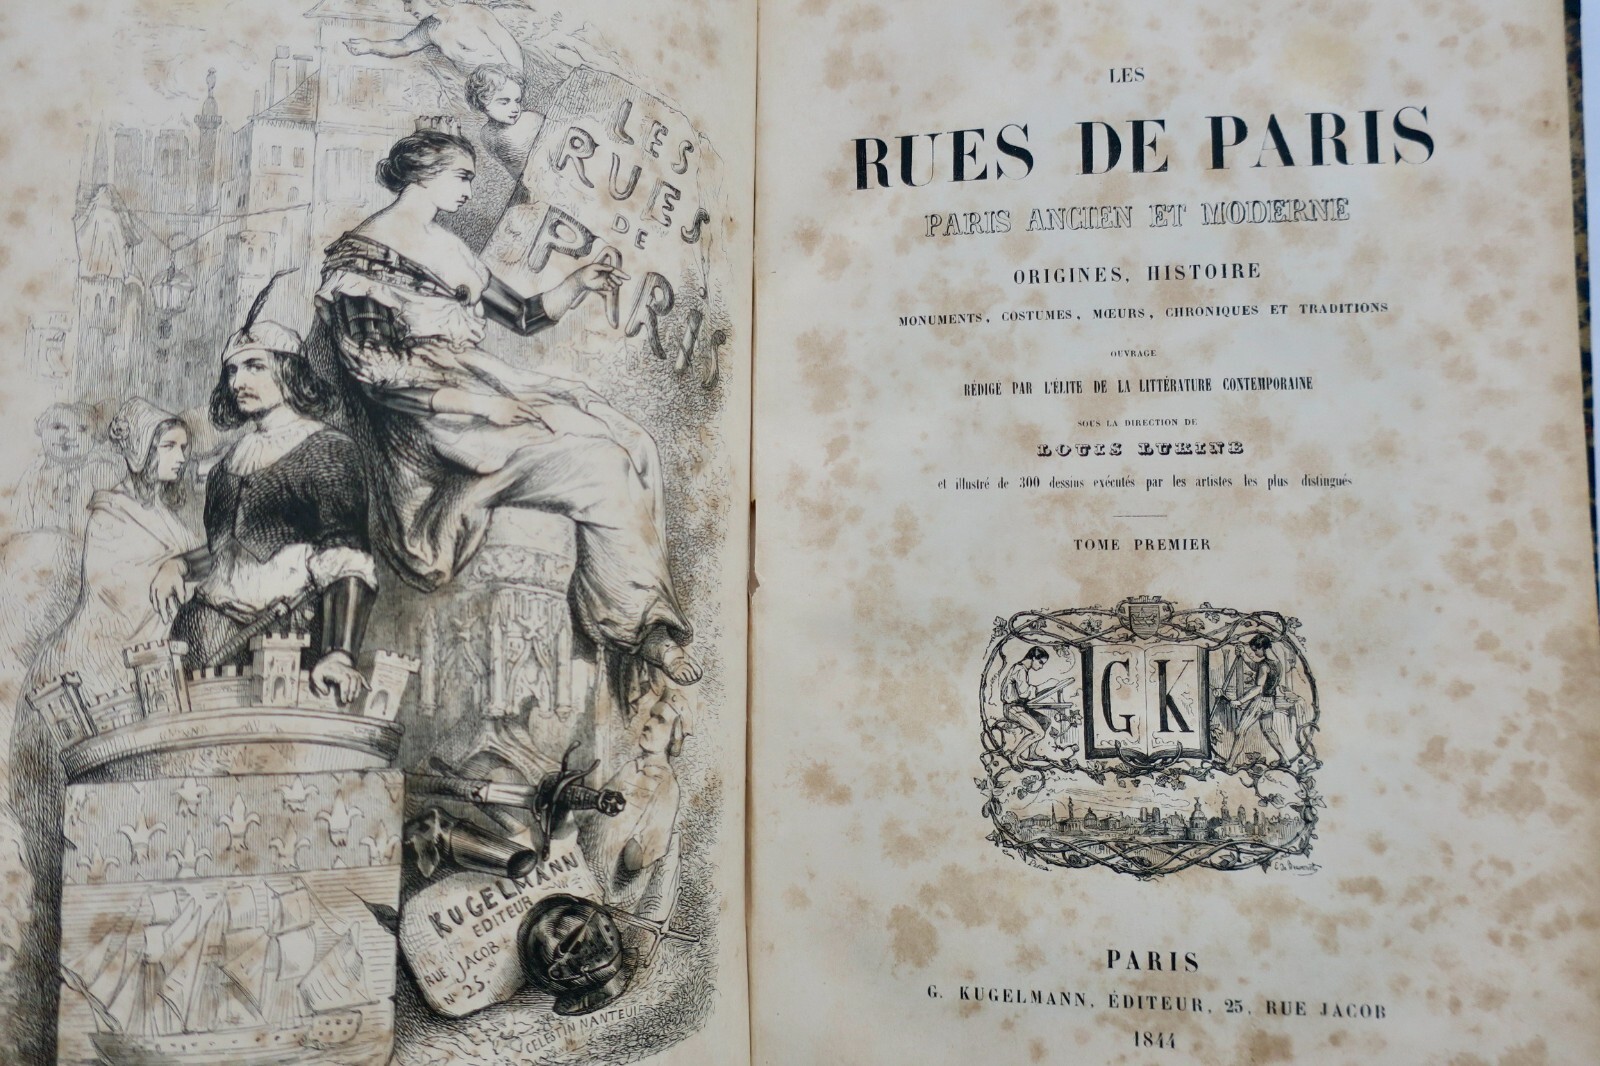 LES
RUES
DE
PARIS
KUGELMANN
EDITEUR
RUE JACOB
Nº 25.
CELESTIN NANTEUIL
LES
RUES DE PARIS
PARIS ANCIEN ET MODERNE
ORIGINES, HISTOIRE
MONUMENTS, COSTUMES, MŒURS, CHRONIQUES ET TRADITIONS
OUVRAGE
RÉDIGÉ PAR L'ÉLITE DE LA LITTÉRATURE CONTEMPORAINE
SOUS LA DIRECTION DE
LOUIS LURINE
et illustré de 300 dessins exécutés par les artistes les plus distingués
TOME PREMIER
G K
PARIS
G. KUGELMANN, ÉDITEUR, 25, RUE JACOB
1844